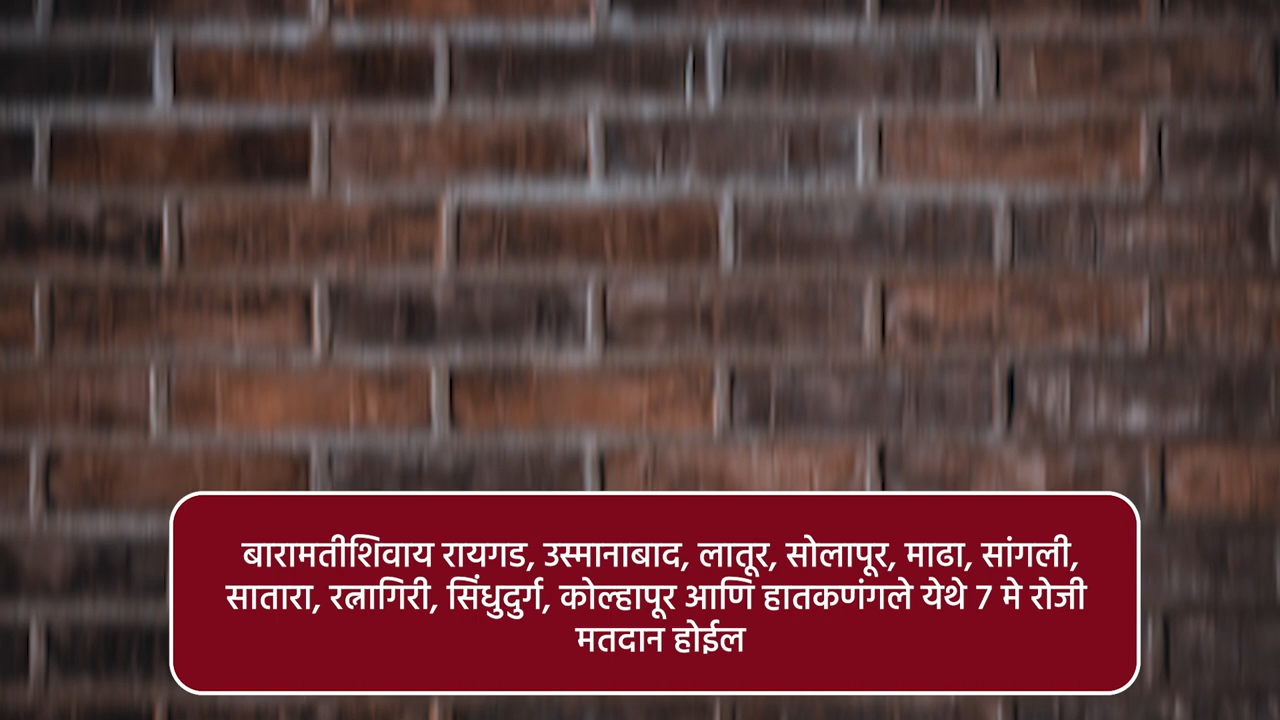 बारामतीशिवाय रायगड, उस्मानाबाद, लातूर, सोलापूर, माढा, सांगली,
सातारा, रत्नागिरी, सिंधुदुर्ग, कोल्हापूर आणि हातकणंगले येथे 7 मे रोजी
मतदान होईल